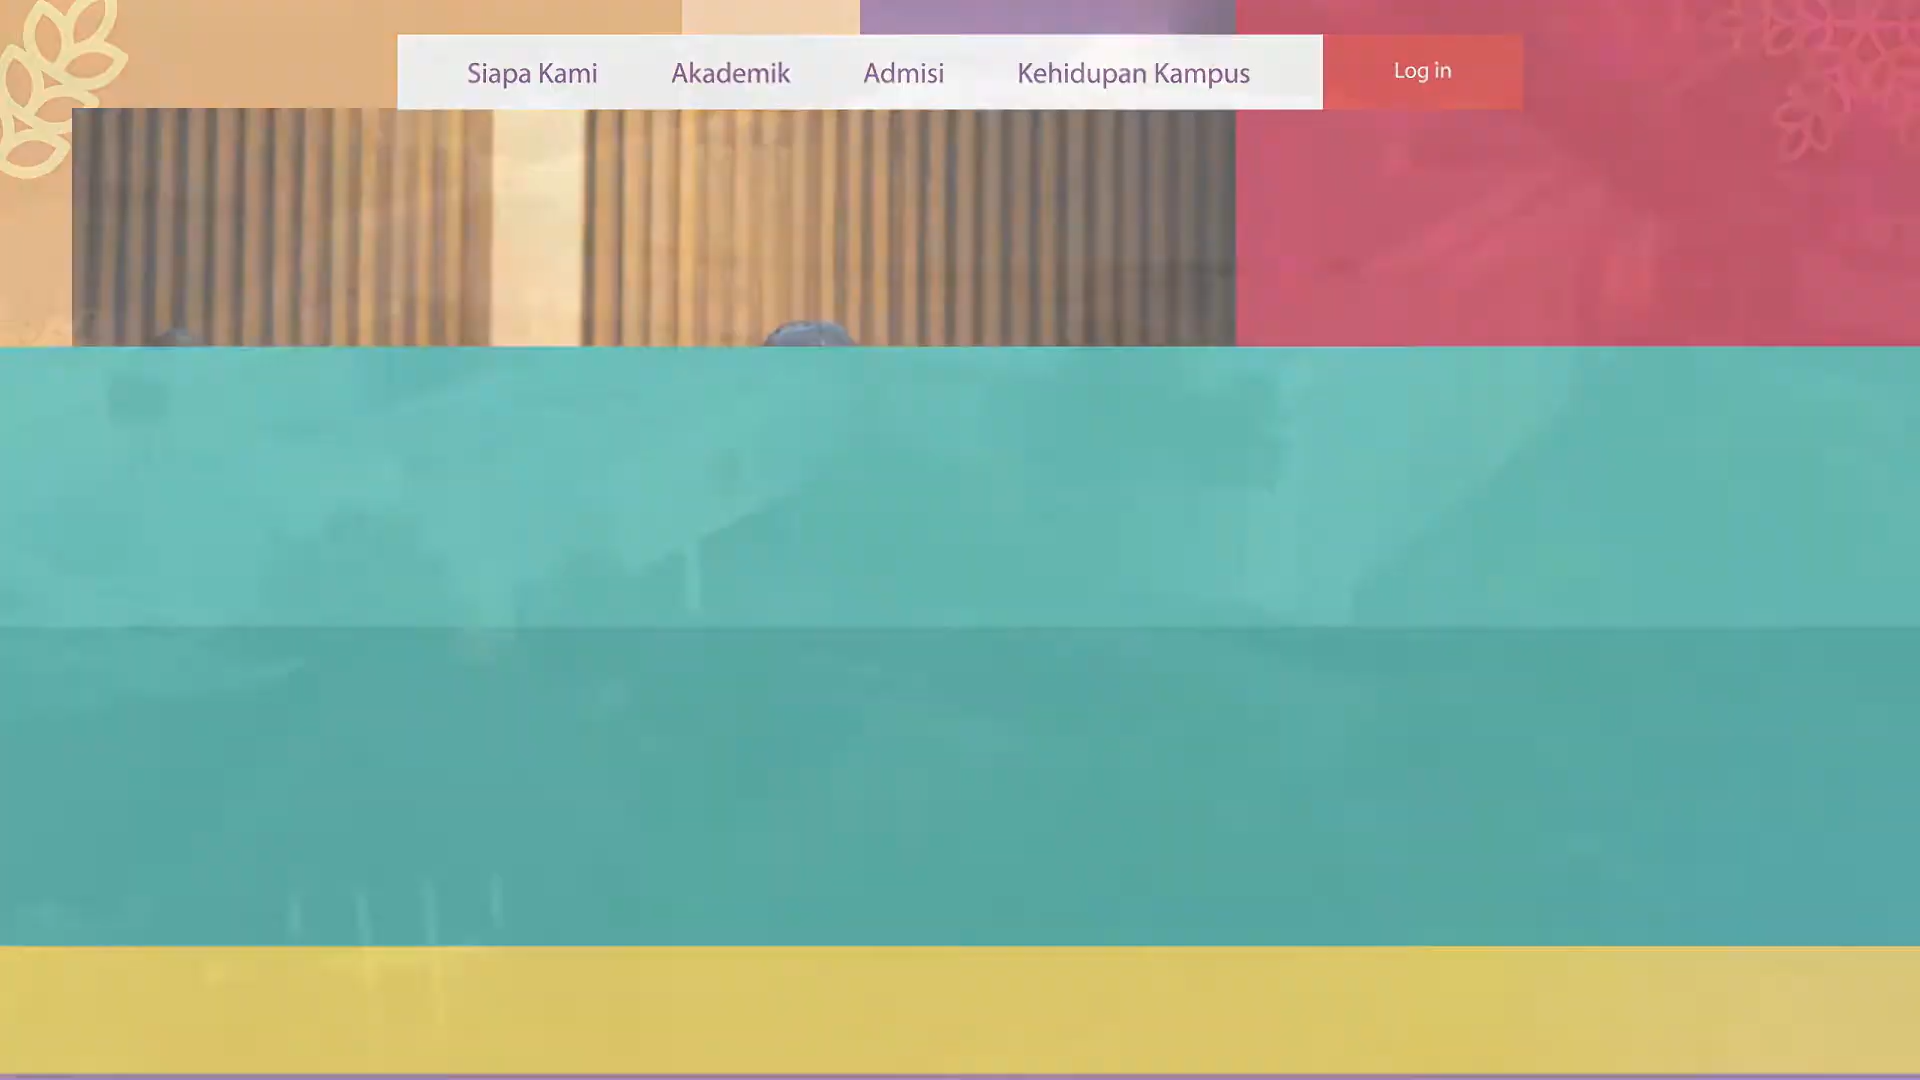 Siapa Kami
Akademik
Admisi
Kehidupan Kampus
Log in